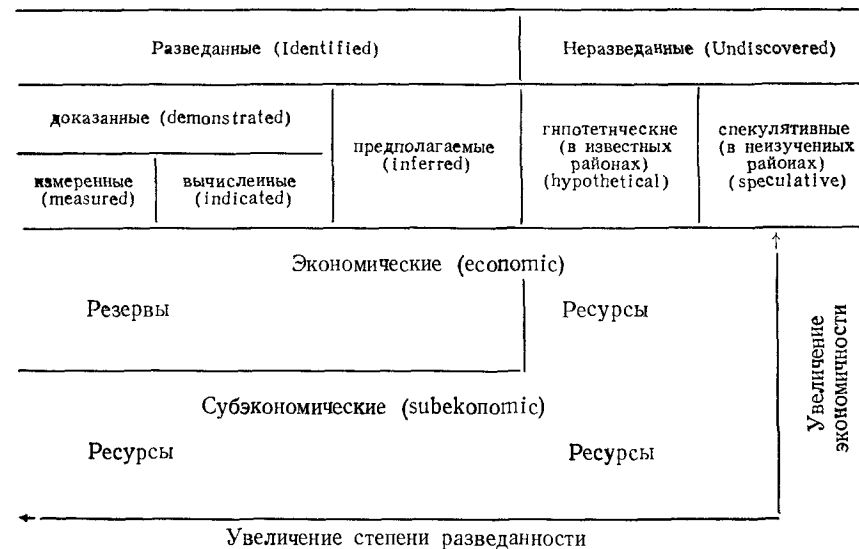 Разведанные (Identified)
Неразведанные (Undiscovered)
доказанные (demonstrated)
измеренные
(measured)
вычисленные
(indicated)
предполагаемые
(inferred)
гипотетические
(в известных
районах)
(hypothetical)
спекулятивные
(в неизученных
районах)
(speculative)
Экономические (economic)
Резервы
Ресурсы
Субэкономические (subekonomic)
Ресурсы
Ресурсы
Увеличение
экономичности
Увеличение степени разведанности